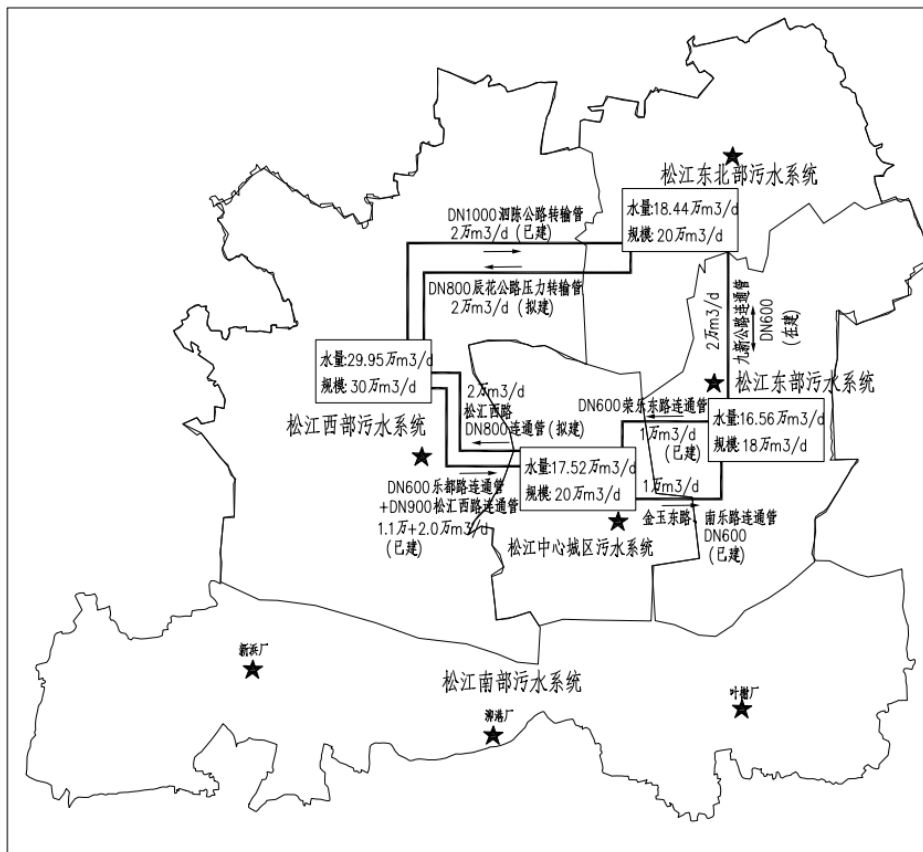 松江东北部污水系统
水量:18.44万m3/d
规模:20万m3/d
DN1000泗陈公路转输管
2万m3/d (已建)
DN800辰花公路压力转输管
2万m3/d (拟建)
2万m3/d
九新公路连通管
DN600
(在建)
水量:29.95万m3/d
规模:30万m3/d
松江西部污水系统
2万m3/d
松汇西路
DN800连通管(拟建)
松江东部污水系统
DN600荣乐东路连通管
1万m3/d
(已建)
水量:16.56万m3/d
规模:18万m3/d
水量:17.52万m3/d
规模:20万m3/d
DN600乐都路连通管
+DN900松汇西路连通管
1.1万+2.0万m3/d
(已建)
1万m3/d
金玉东路、南乐路连通管
DN600
(已建)
松江中心城区污水系统
新浜厂
松江南部污水系统
泖港厂
叶榭厂